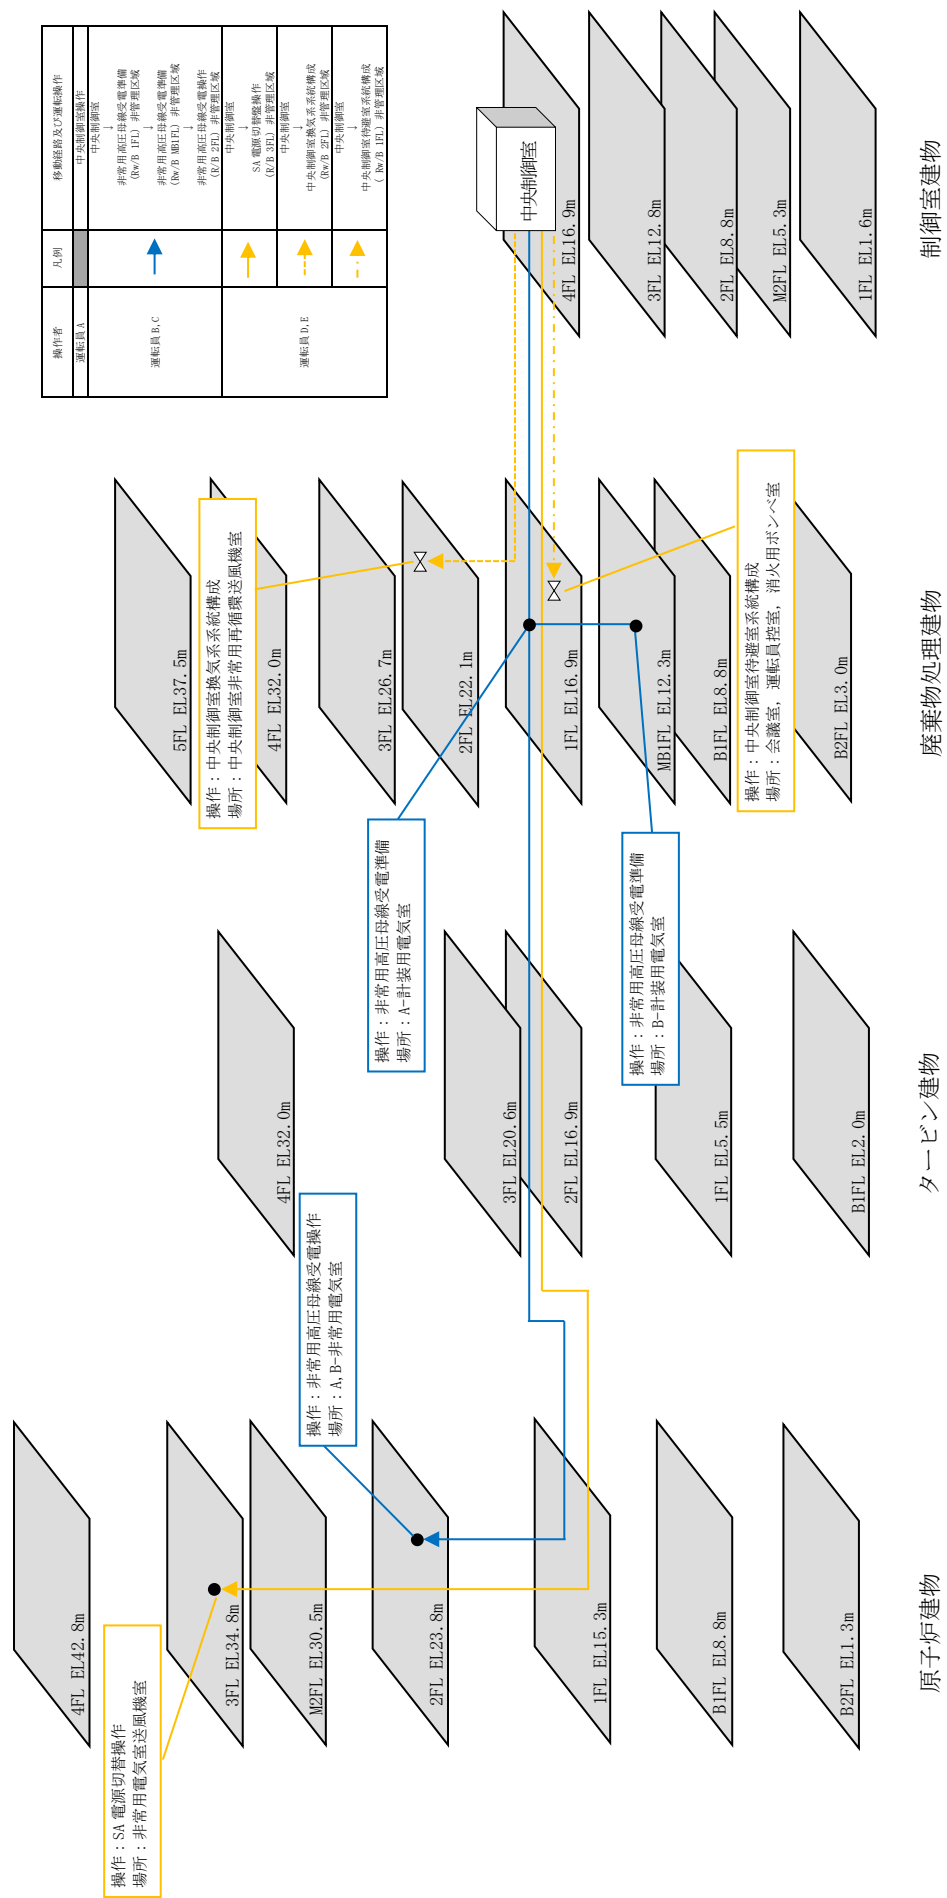 操作者 凡例 移動経路及び運転操作
運転員A 中央制御室操作
運転員B,C
中央制御室
↓
非常用高圧母線受電準備
(Rw/B 1FL) 非管理区域
↓
非常用高圧母線受電準備
(Rw/B MB1FL) 非管理区域
↓
非常用高圧母線受電操作
(R/B 2FL) 非管理区域
運転員D,E
中央制御室
↓
SA電源切替盤操作
(R/B 3FL) 非管理区域
中央制御室
↓
中央制御室換気系系統構成
(Rw/B 2FL) 非管理区域
中央制御室
↓
中央制御室待避室系統構成
( Rw/B 1FL) 非管理区域
操作：SA電源切替操作
場所：非常用電気室送風機室
4FL EL42.8m
3FL EL34.8m
M2FL EL30.5m
2FL EL23.8m
1FL EL15.3m
B1FL EL8.8m
B2FL EL1.3m
原子炉建物
操作：非常用高圧母線受電操作
場所：A,B-非常用電気室
4FL EL32.0m
3FL EL20.6m
2FL EL16.9m
1FL EL5.5m
B1FL EL2.0m
タービン建物
操作：非常用高圧母線受電準備
場所：A-計装用電気室
操作：非常用高圧母線受電準備
場所：B-計装用電気室
操作：中央制御室換気系系統構成
場所：中央制御室非常用再循環送風機室
操作：中央制御室待避室系統構成
場所：会議室，運転員控室，消火用ボンベ室
5FL EL37.5m
4FL EL32.0m
3FL EL26.7m
2FL EL22.1m
1FL EL16.9m
MB1FL EL12.3m
B1FL EL8.8m
B2FL EL3.0m
廃棄物処理建物
中央制御室
4FL EL16.9m
3FL EL12.8m
2FL EL8.8m
M2FL EL5.3m
1FL EL1.6m
制御室建物